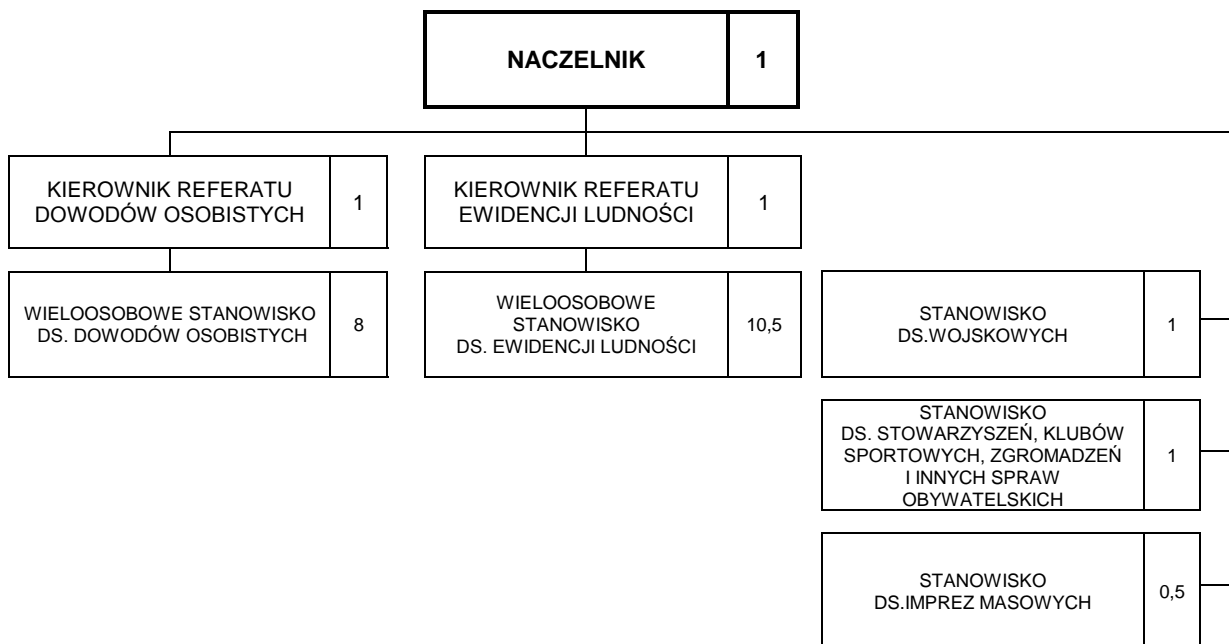 NACZELNIK
1
KIEROWNIK REFERATU
DOWODÓW OSOBISTYCH
1
KIEROWNIK REFERATU
EWIDENCJI LUDNOŚCI
1
WIELOOSOBOWE STANOWISKO
DS. DOWODÓW OSOBISTYCH
8
WIELOOSOBOWE
STANOWISKO
DS. EWIDENCJI LUDNOŚCI
10,5
STANOWISKO
DS.WOJSKOWYCH
1
STANOWISKO
DS. STOWARZYSZEŃ, KLUBÓW
SPORTOWYCH, ZGROMADZEŃ
I INNYCH SPRAW
OBYWATELSKICH
1
STANOWISKO
DS.IMPREZ MASOWYCH
0,5